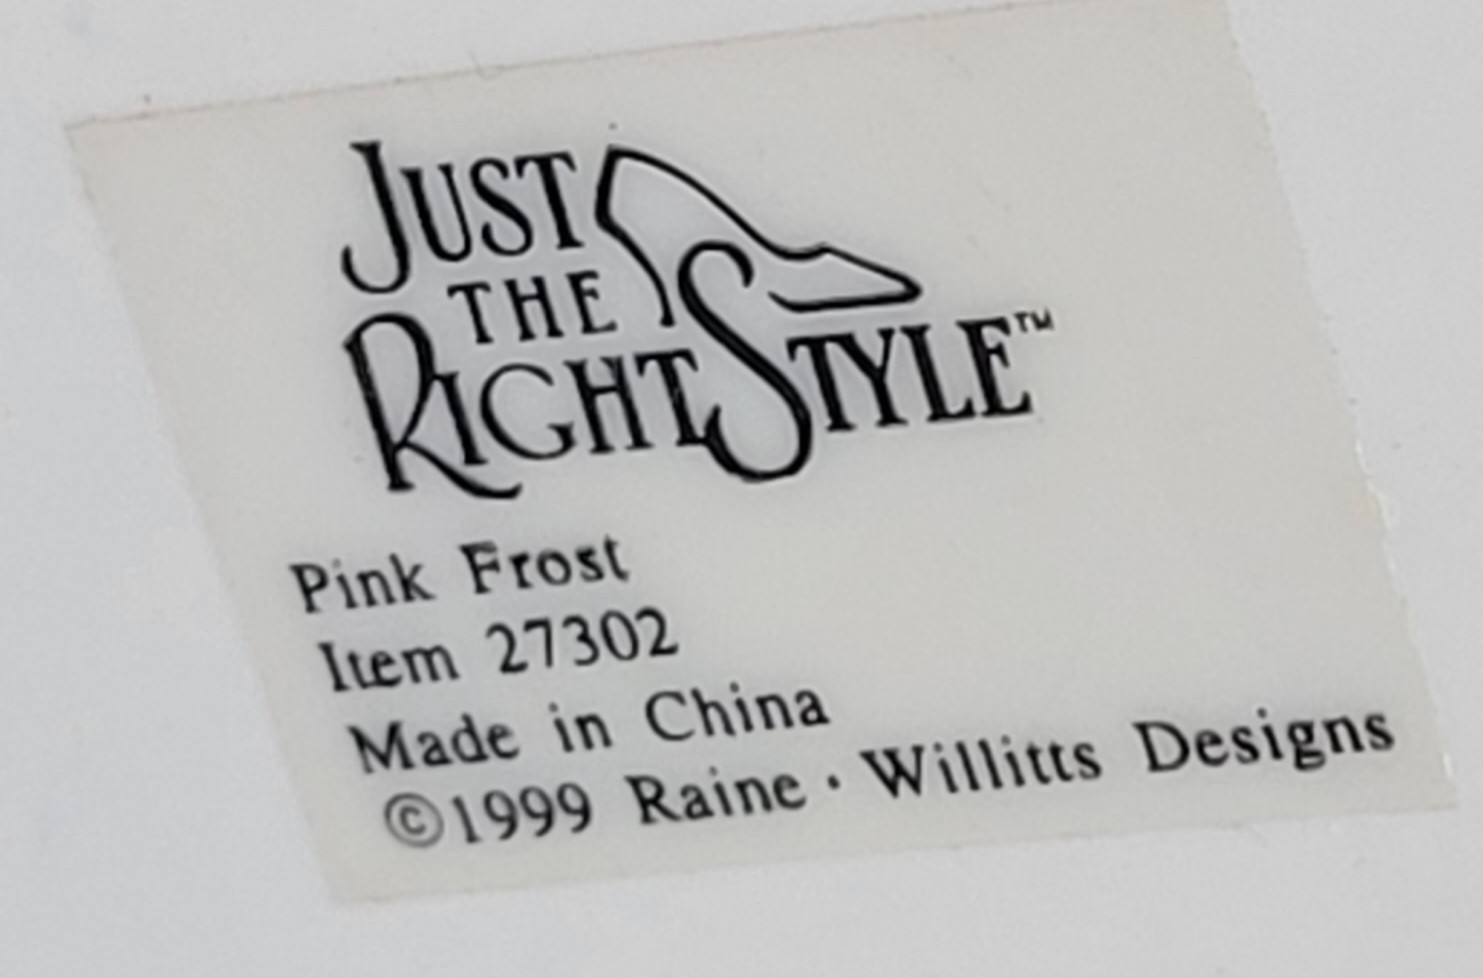 JUST
THE
RIGHT STYLE™
Pink Frost
Item 27302
Made in China
©1999 Raine · Willitts Designs